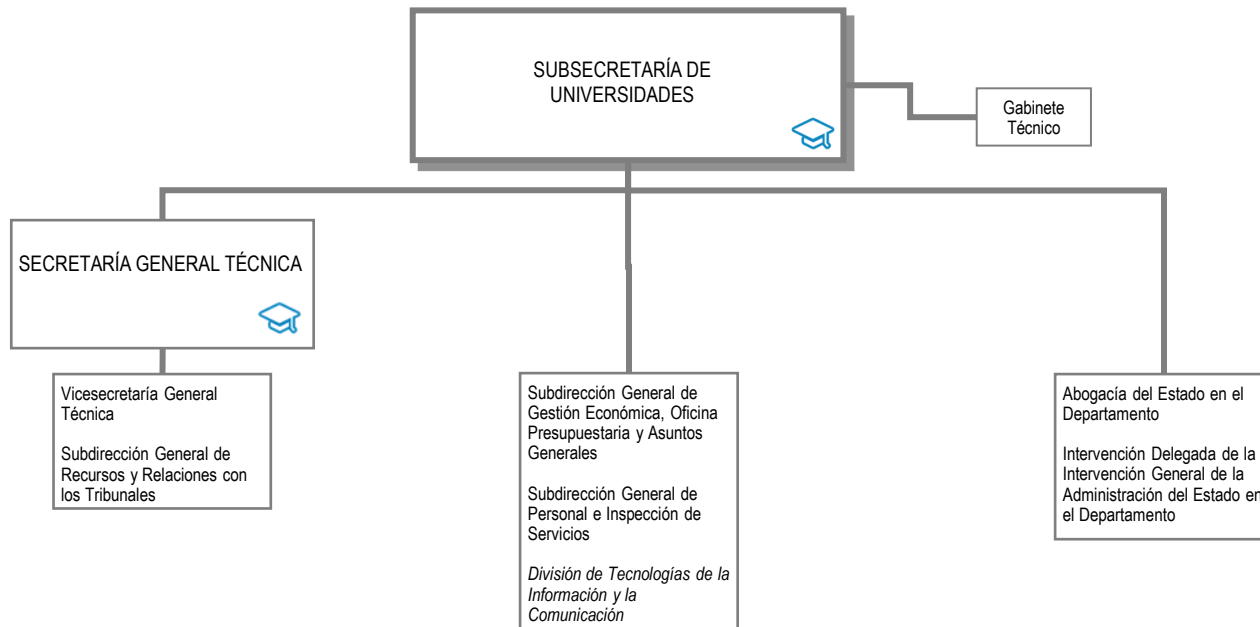 SUBSECRETARÍA DE
UNIVERSIDADES
Gabinete
Técnico
SECRETARÍA GENERAL TÉCNICA
Vicesecretaría General
Técnica
Subdirección General de
Recursos y Relaciones con
los Tribunales
Subdirección General de
Gestión Económica, Oficina
Presupuestaria y Asuntos
Generales
Subdirección General de
Personal e Inspección de
Servicios
División de Tecnologías de la
Información y la
Comunicación
Abogacía del Estado en el
Departamento
Intervención Delegada de la
Intervención General de la
Administración del Estado en
el Departamento